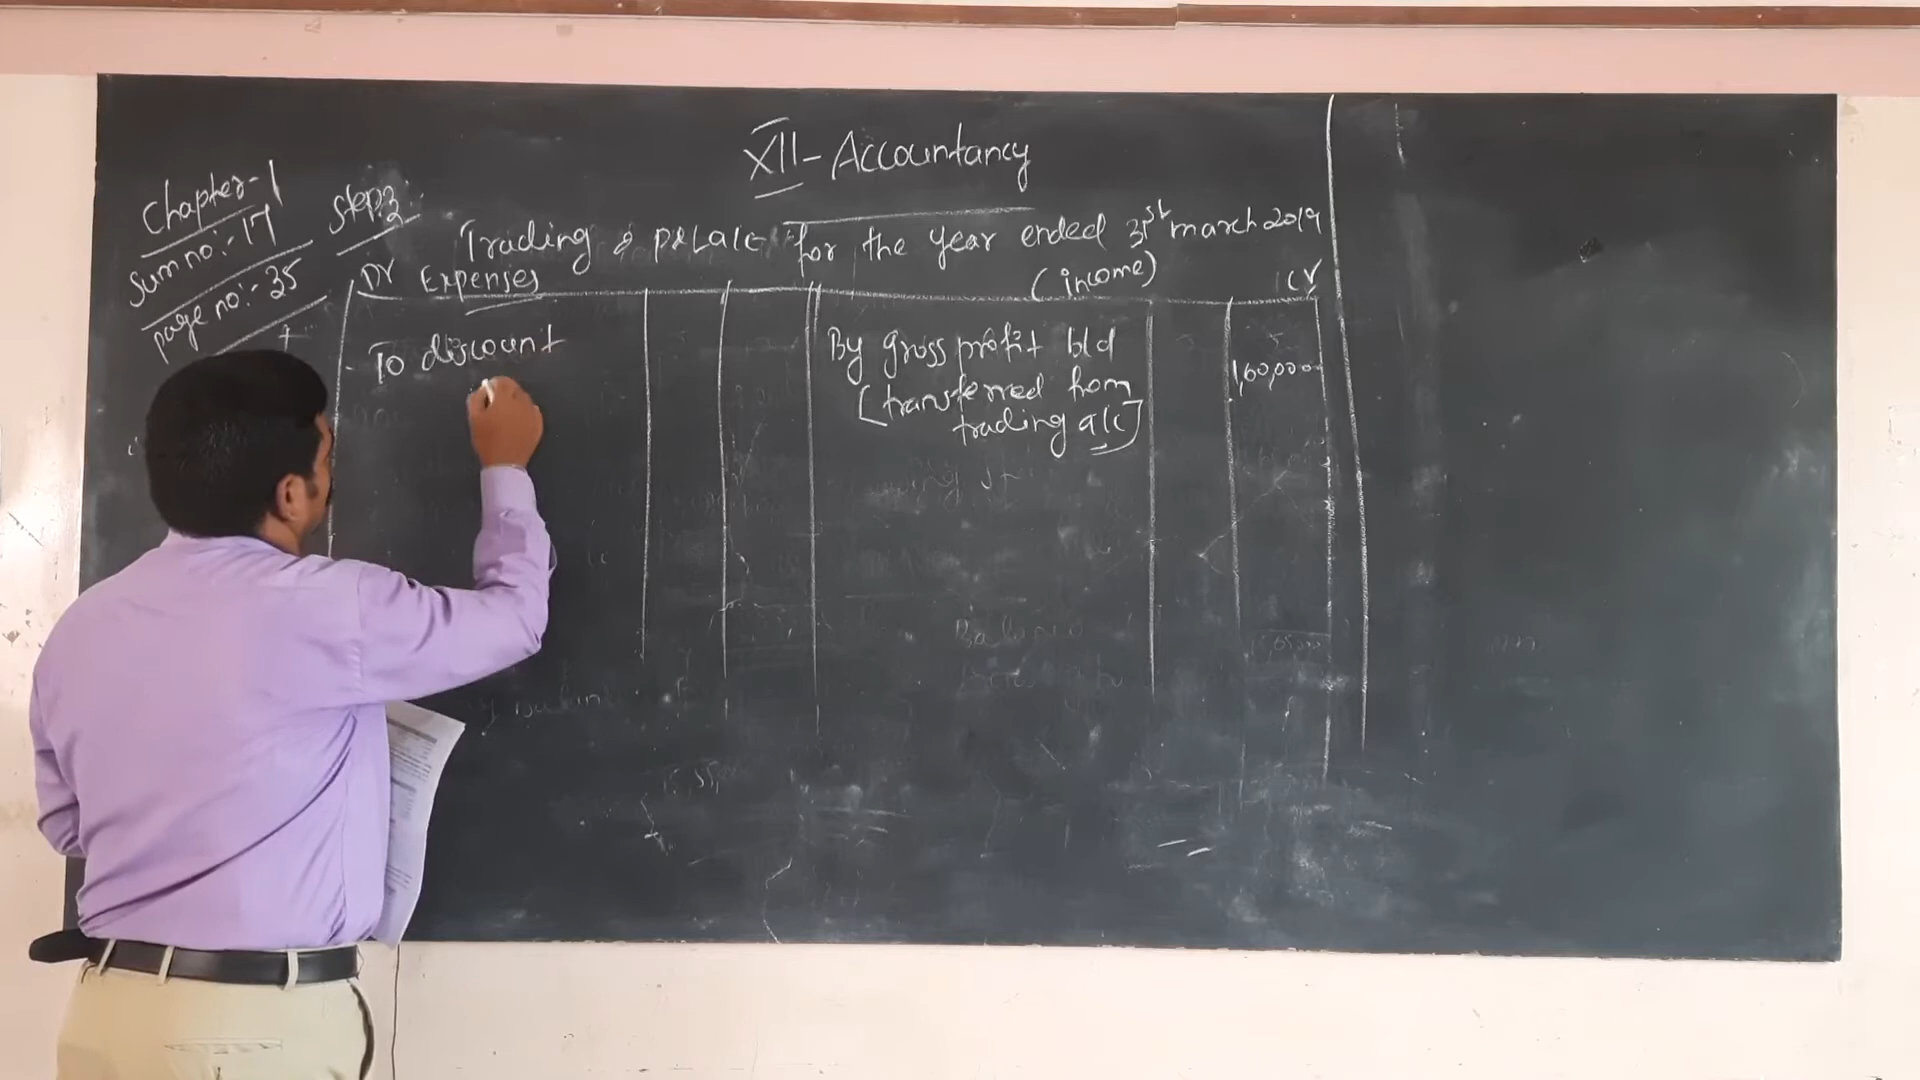 XII - Accountancy
Chapter-1
Sum no:- 17
page no:- 35
Step:3
Trading & P&L a/c for the year ended 31st march 2019
Dr Expenses (income) Cr
To discount
By gross profit b/d
[transferred from
trading a/c]
1,60,000